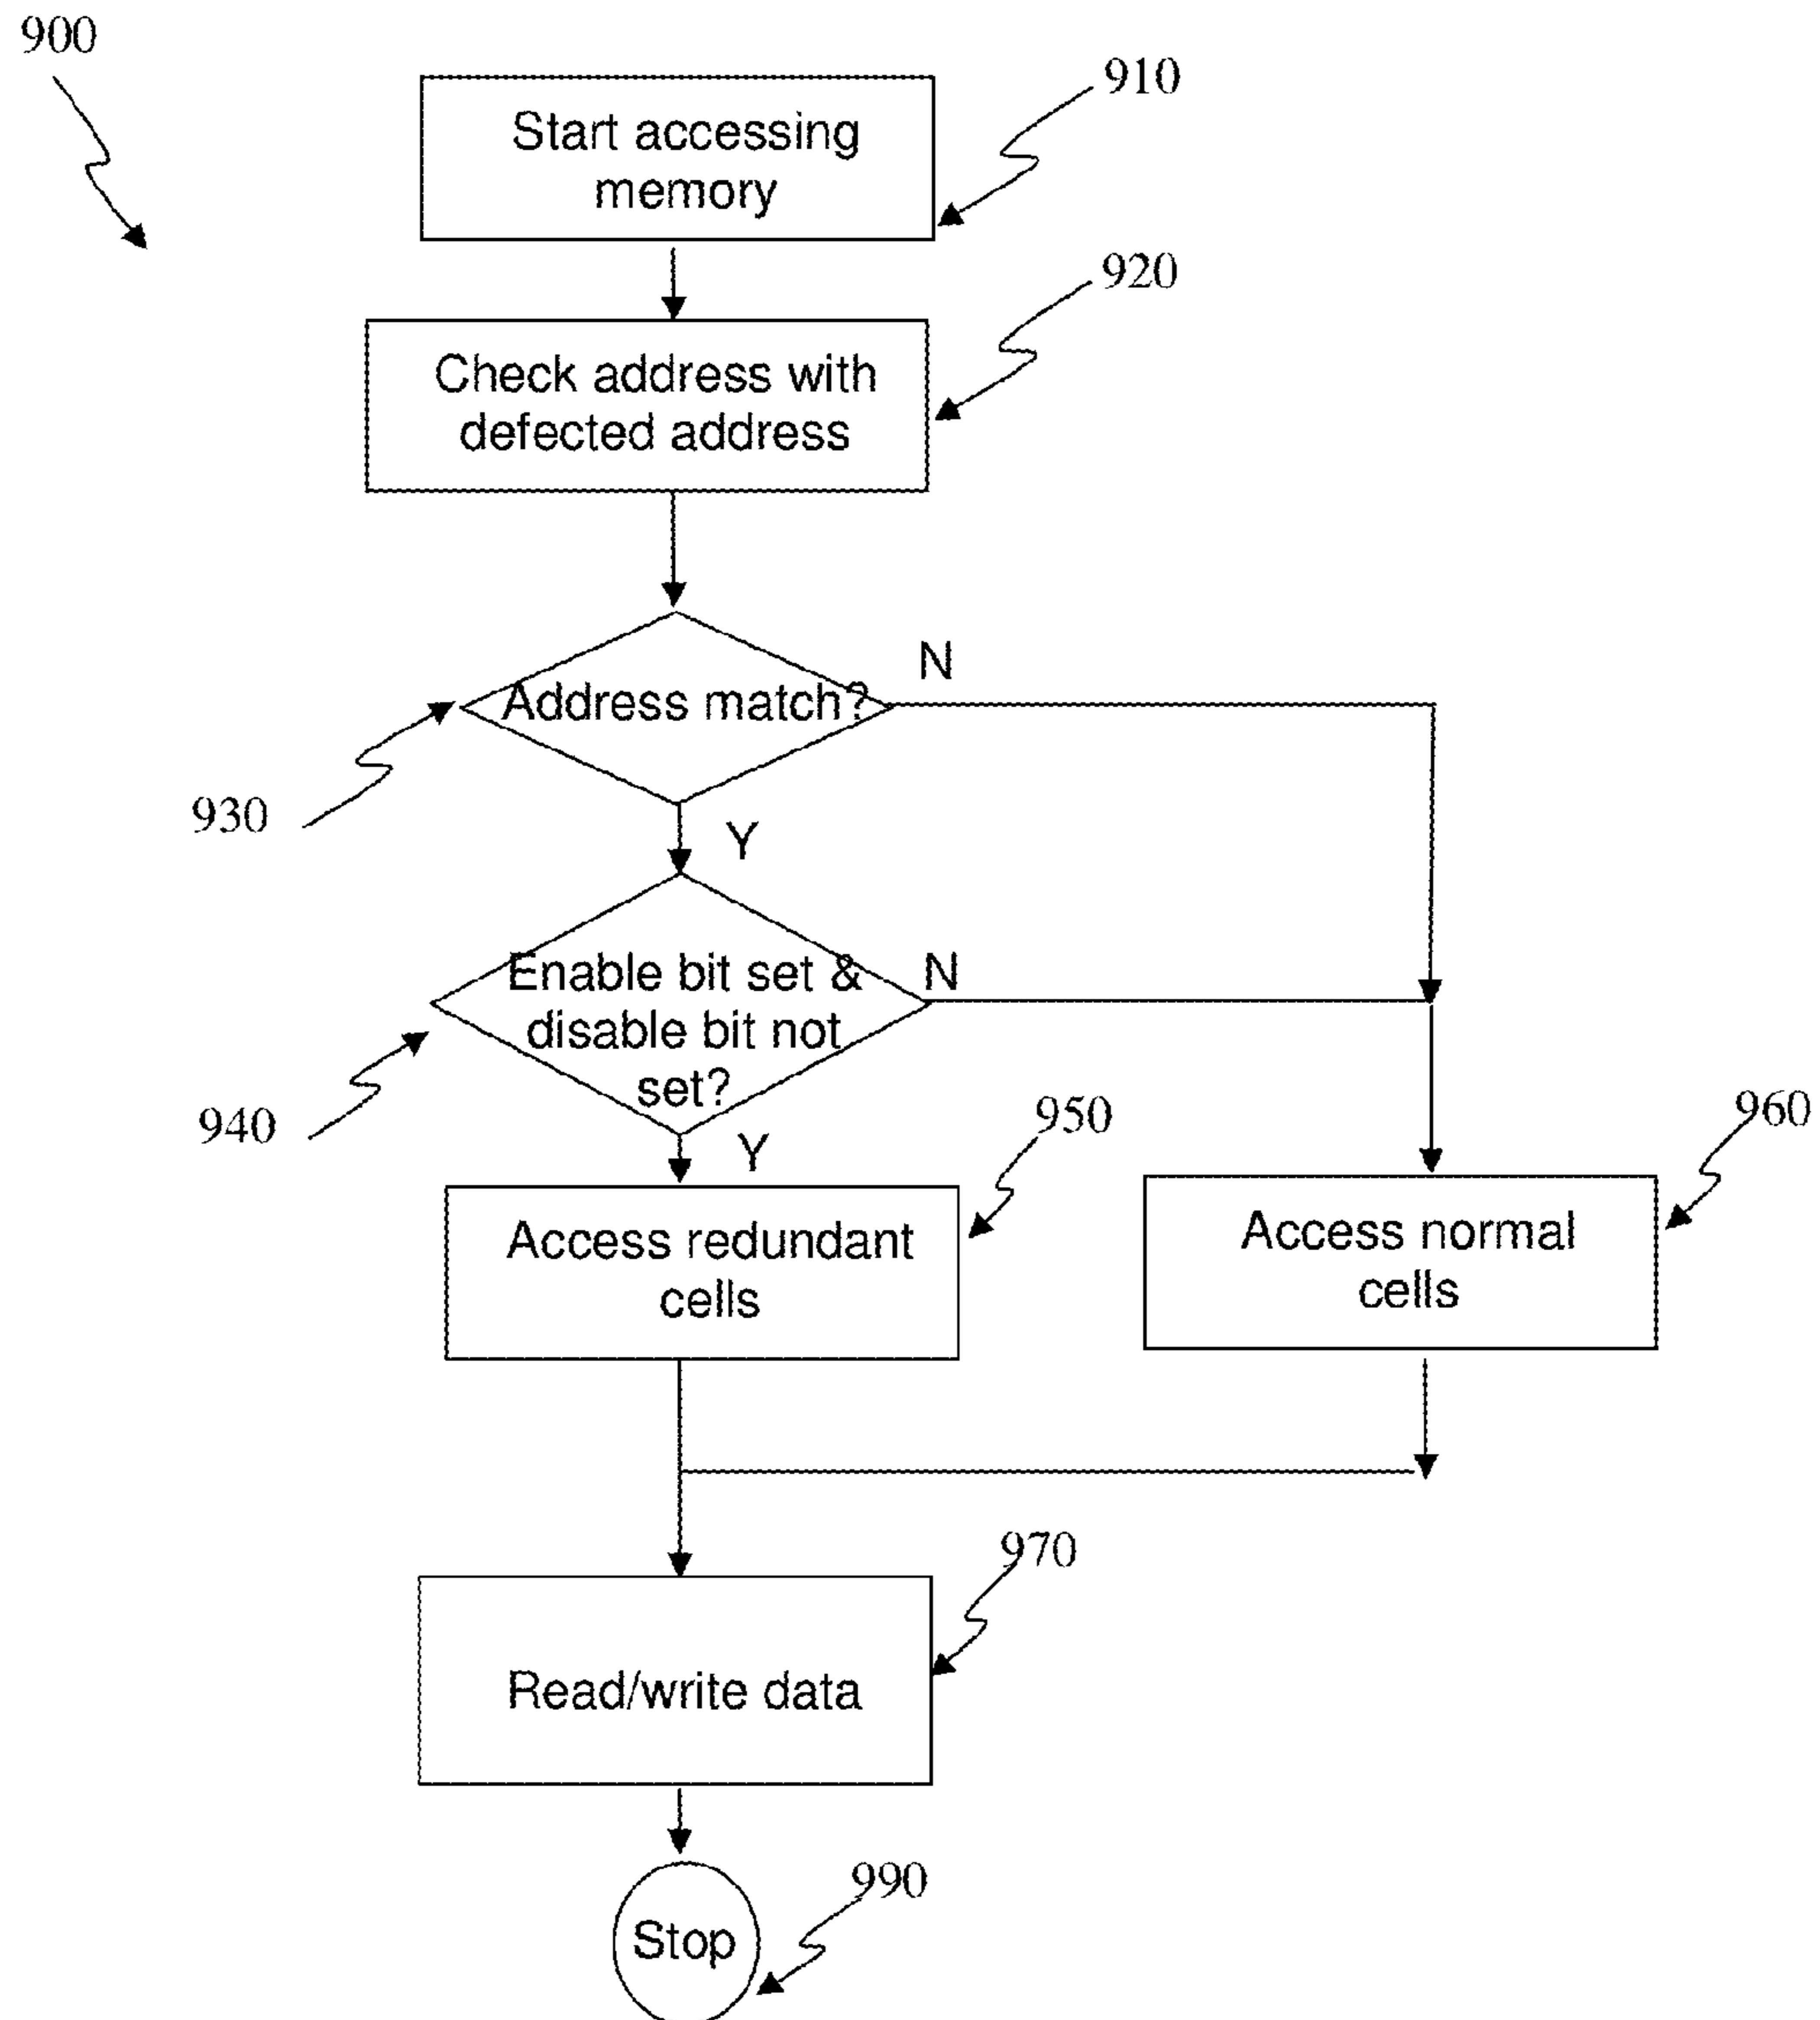 900
910
Start accessing
memory
920
Check address with
defected address
N
Address match?
930
Y
Enable bit set &
N
disable bit not
set?
940
950
960
Y
Access redundant
cells
Access normal
cells
970
Read/write data
990
Stop